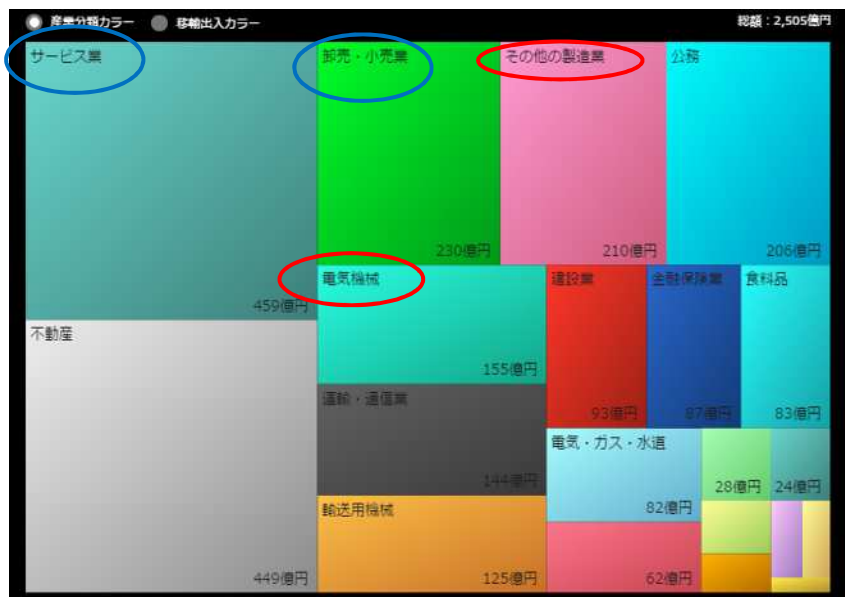 産業分類カラー 移輸出入カラー 総額：2,505億円
サービス業
459億円
卸売・小売業
230億円
その他の製造業
210億円
公務
206億円
不動産
449億円
電気機械
155億円
運輸・通信業
144億円
輸送用機械
125億円
建設業
93億円
金融保険業
87億円
食料品
83億円
電気・ガス・水道
82億円
62億円
28億円
24億円